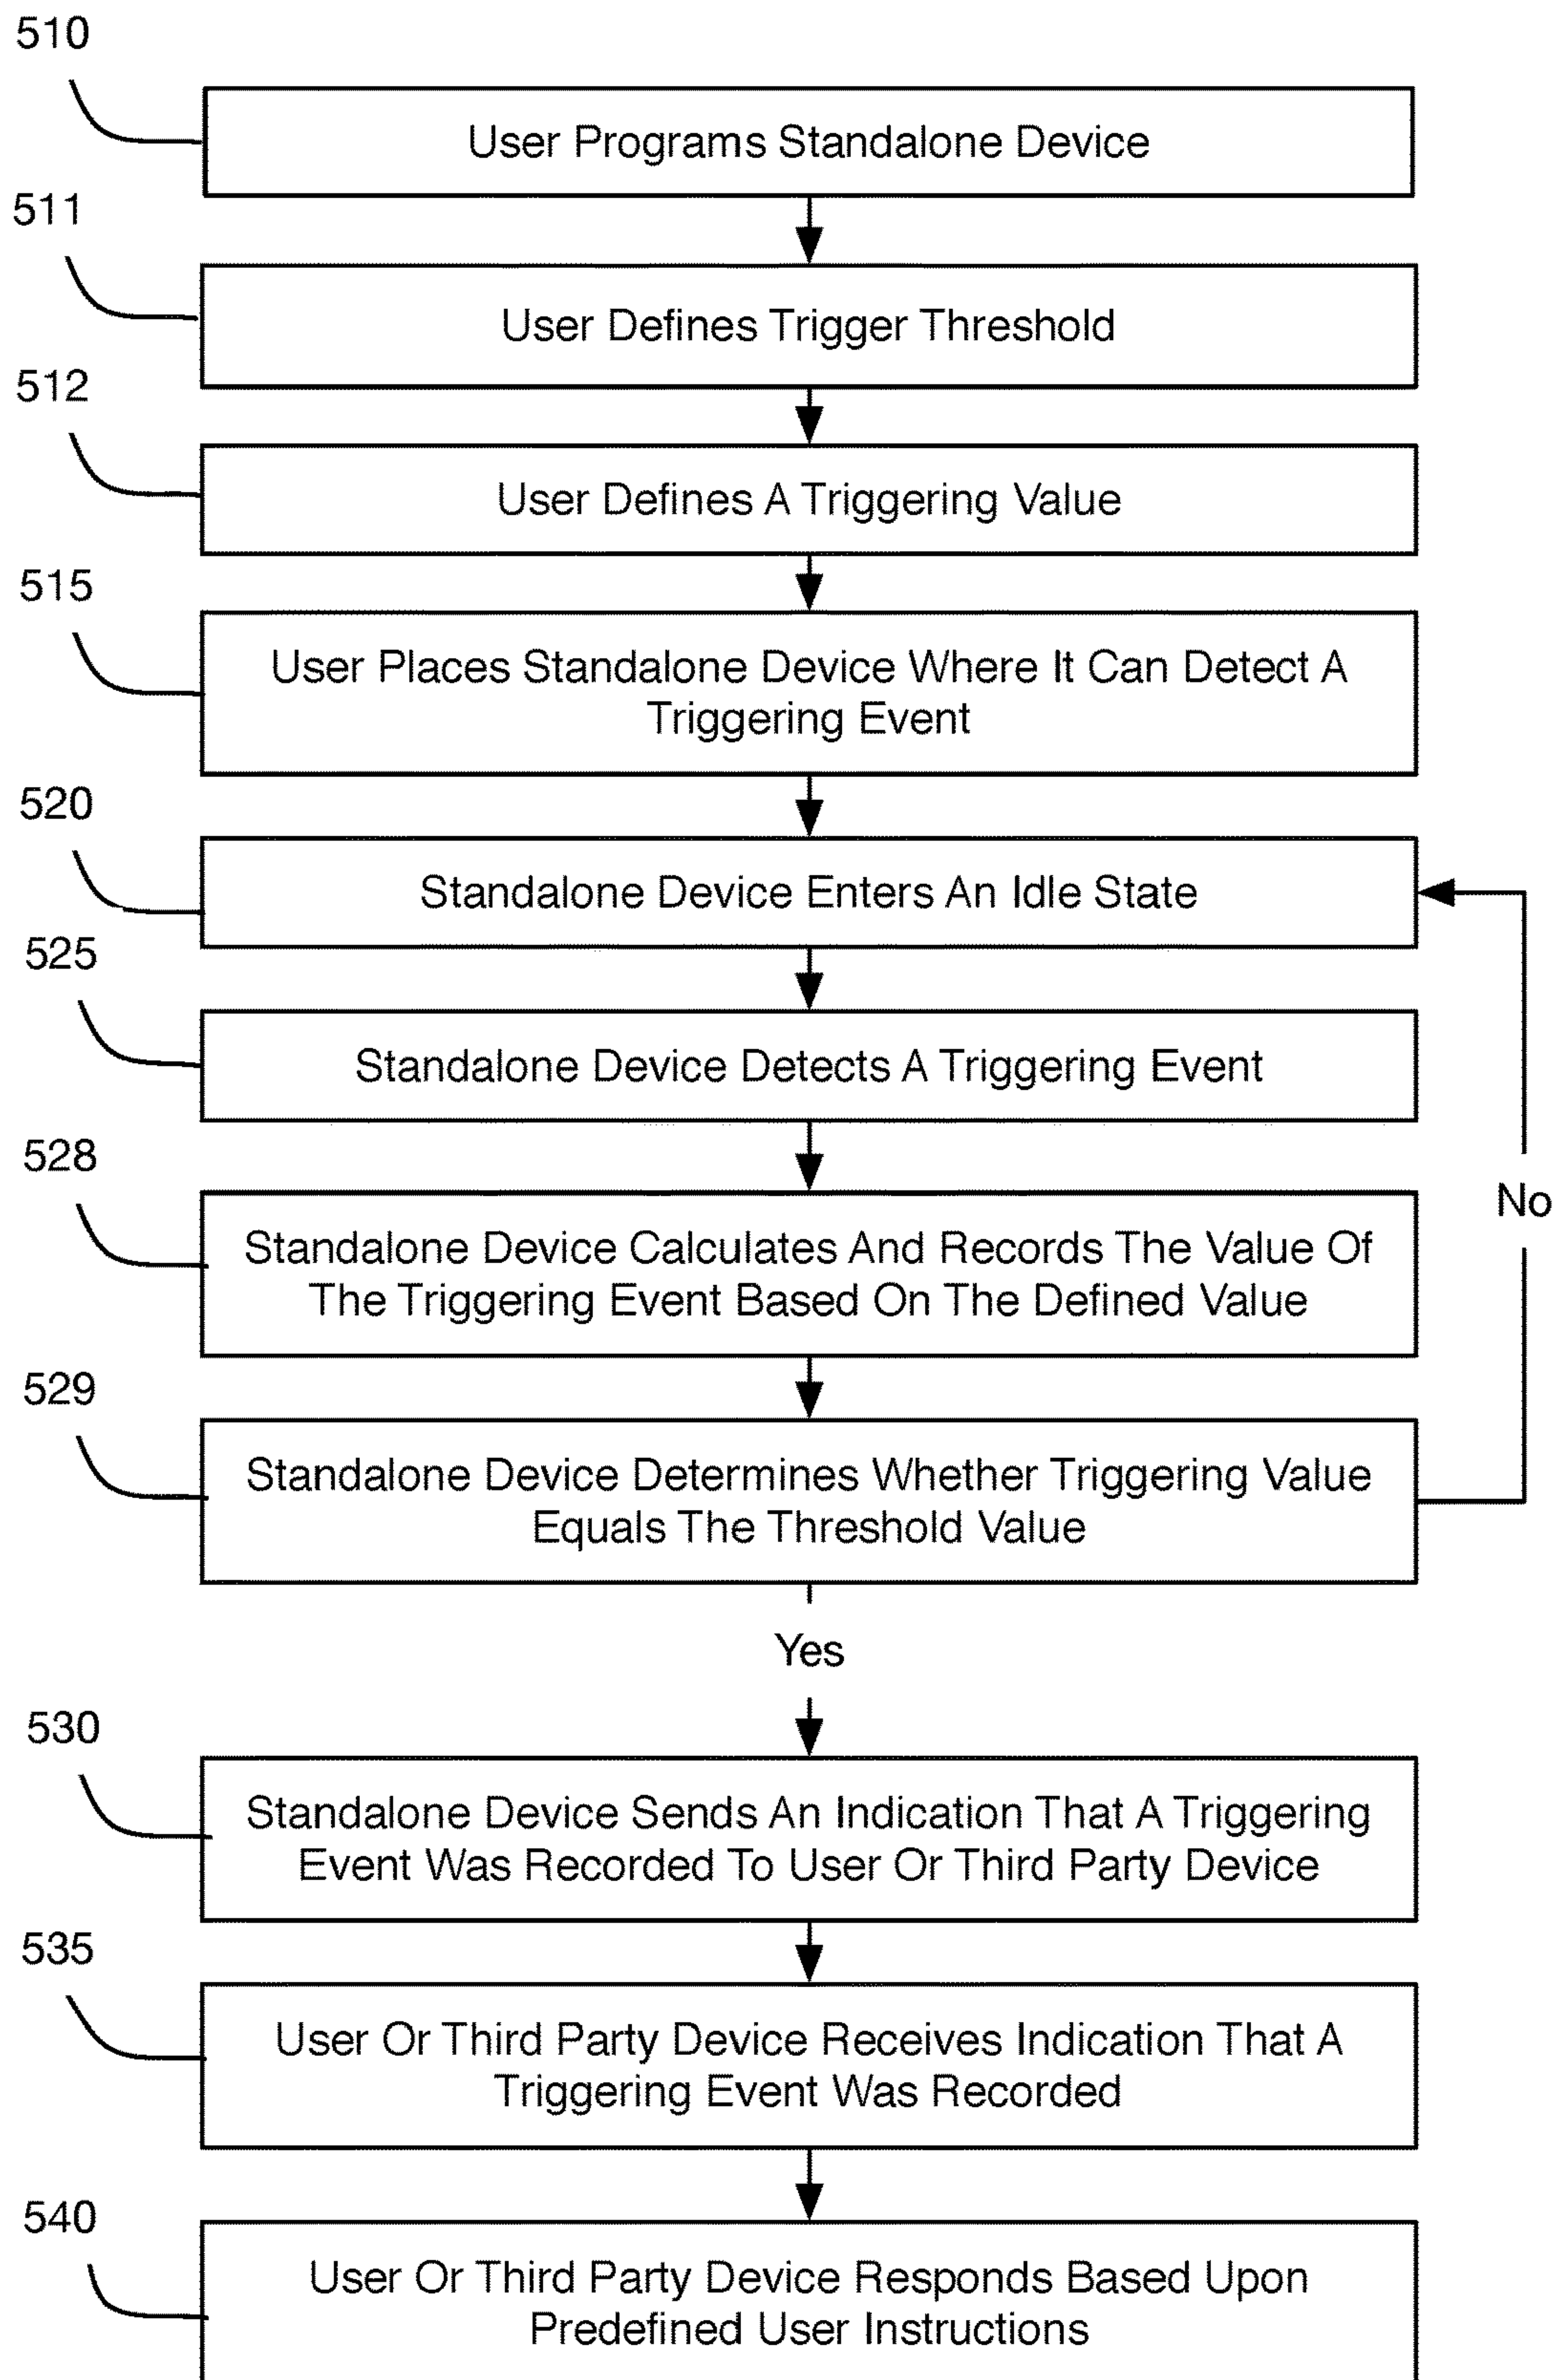 510
User Programs Standalone Device
511
User Defines Trigger Threshold
512
User Defines A Triggering Value
515
User Places Standalone Device Where It Can Detect A
Triggering Event
520
Standalone Device Enters An Idle State
525
Standalone Device Detects A Triggering Event
528
No
Standalone Device Calculates And Records The Value Of
The Triggering Event Based On The Defined Value
529
Standalone Device Determines Whether Triggering Value
Equals The Threshold Value
Yes
530
Standalone Device Sends An Indication That A Triggering
Event Was Recorded To User Or Third Party Device
535
User Or Third Party Device Receives Indication That A
Triggering Event Was Recorded
540
User Or Third Party Device Responds Based Upon
Predefined User Instructions